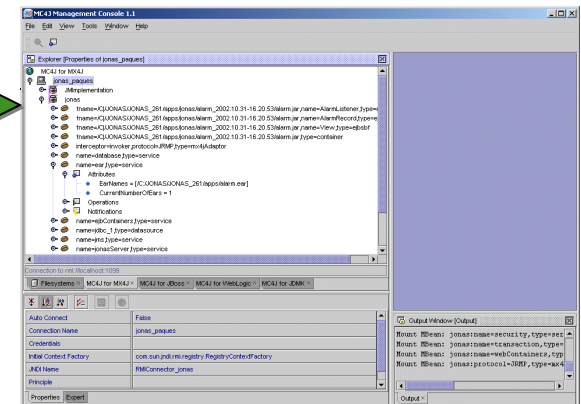 MC4J Management Console 1.1
File Edit View Tools Window Help
Explorer [Properties of jonas_paques]
MC4J for MX4J
jonas_paques
JMImplementation
jonas
fname=/C|/JONAS/JONAS_261/apps/jonas/alarm_2002.10.31-16.20.53/alarm.jar,name=AlarmListener,type=
fname=/C|/JONAS/JONAS_261/apps/jonas/alarm_2002.10.31-16.20.53/alarm.jar,name=AlarmRecord,type=e
fname=/C|/JONAS/JONAS_261/apps/jonas/alarm_2002.10.31-16.20.53/alarm.jar,name=View,type=ejbsbf
fname=/C|/JONAS/JONAS_261/apps/jonas/alarm_2002.10.31-16.20.53/alarm.jar,type=container
interceptor=invoker,protocol=JRMP,type=mx4jAdaptor
name=database,type=service
name=ear,type=service
Attributes
EarNames = [/C:/JONAS/JONAS_261/apps/alarm.ear]
CurrentNumberOfEars = 1
Operations
Notifications
name=ejbContainers,type=service
name=jdbc_1,type=datasource
name=jms,type=service
name=jonasServer,type=service
Connection to rmi://localhost:1099
Filesystems MC4J for MX4J MC4J for JBoss MC4J for WebLogic MC4J for JDMK
Auto Connect False
Connection Name jonas_paques
Credentials
Initial Context Factory com.sun.jndi.rmi.registry.RegistryContextFactory
JNDI Name RMIConnector_jonas
Principle
Properties Expert
Output Window [Output]
Mount MBean: jonas:name=security,type=ser
Mount MBean: jonas:name=transaction,type=
Mount MBean: jonas:name=webContainers,typ
Mount MBean: jonas:protocol=JRMP,type=mx4
Output